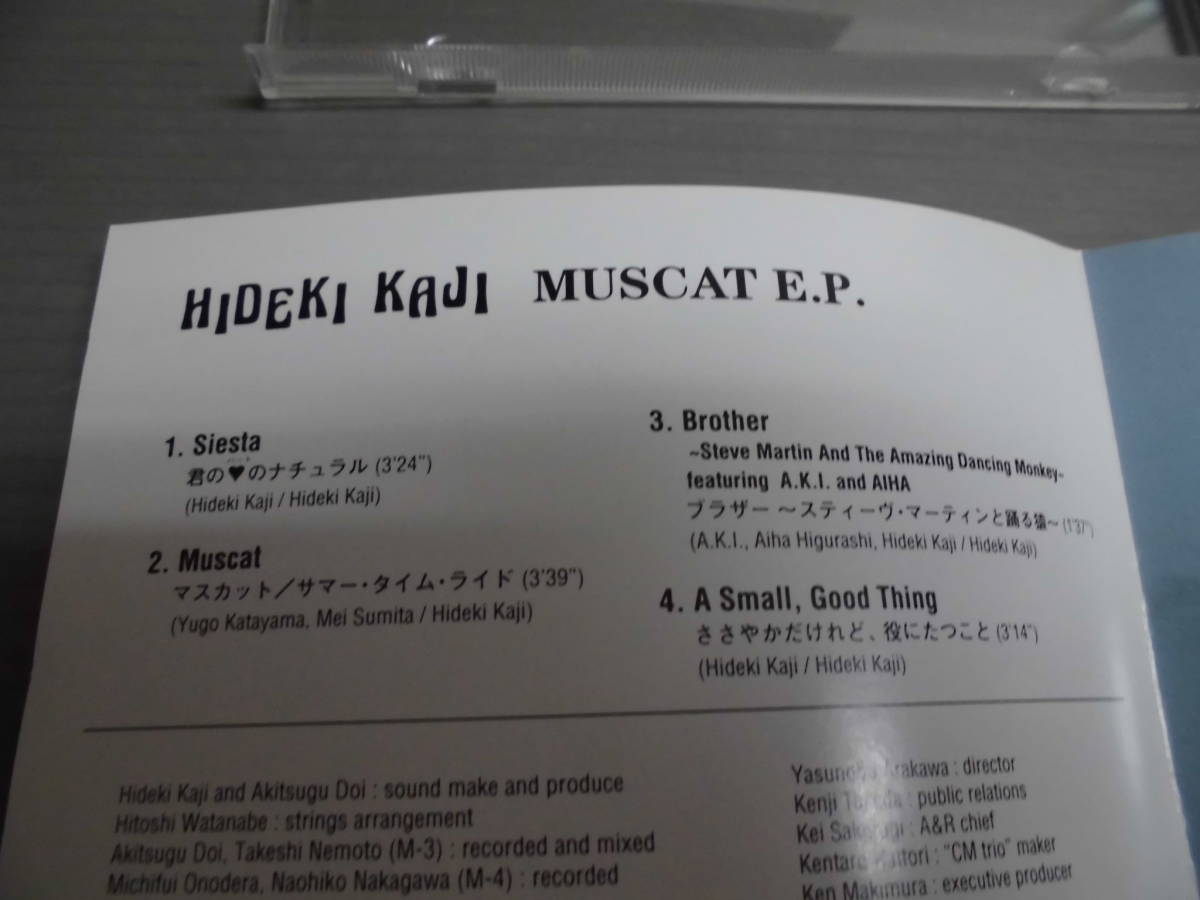 HIDEKI KAJI MUSCAT E.P.
1. Siesta
君の♥のナチュラル (3'24")
(Hideki Kaji / Hideki Kaji)
2. Muscat
マスカット／サマー・タイム・ライド (3'39")
(Yugo Katayama, Mei Sumita / Hideki Kaji)
3. Brother
~Steve Martin And The Amazing Dancing Monkey~
featuring A.K.I. and AIHA
ブラザー 〜スティーヴ・マーティンと踊る猿〜 (1'37")
(A.K.I., Aiha Higurashi, Hideki Kaji / Hideki Kaji)
4. A Small, Good Thing
ささやかだけれど、役にたつこと (3'14")
(Hideki Kaji / Hideki Kaji)
Hideki Kaji and Akitsugu Doi : sound make and produce
Hitoshi Watanabe : strings arrangement
Akitsugu Doi, Takeshi Nemoto (M-3) : recorded and mixed
Michifui Onodera, Naohiko Nakagawa (M-4) : recorded
Yasunobu Arakawa : director
Kenji : public relations
Kei : A&R chief
Kentaro : "CM trio" maker
Ken Makimura : executive producer